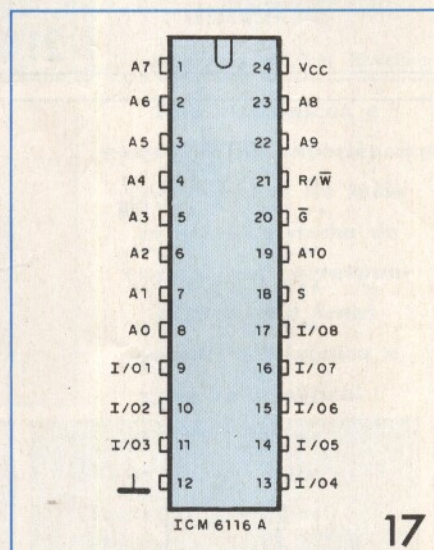 A7 1 24 VCC
A6 2 23 A8
A5 3 22 A9
A4 4 21 R/W̅
A3 5 20 G̅
A2 6 19 A10
A1 7 18 S
A0 8 17 I/O8
I/O1 9 16 I/O7
I/O2 10 15 I/O6
I/O3 11 14 I/O5
12 13 I/O4
ICM 6116 A
17